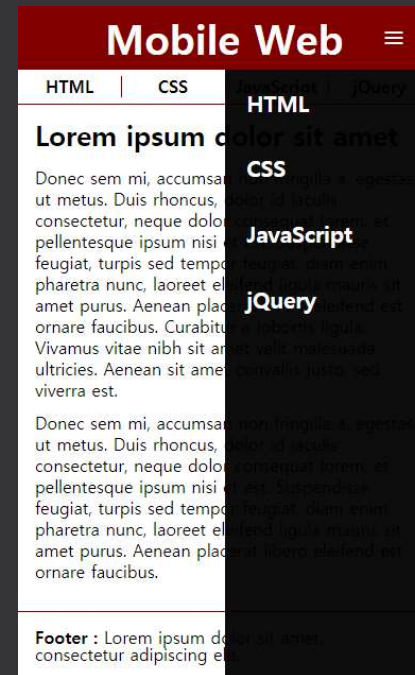 Mobile Web
HTML CSS JavaScript jQuery
HTML
CSS
JavaScript
jQuery
Lorem ipsum dolor sit amet
Donec sem mi, accumsan non fringilla a, egestas
ut metus. Duis rhoncus, dolor id iaculis
consectetur, neque dolor consequat lorem, et
pellentesque ipsum nisi et est. Suspendisse
feugiat, turpis sed tempor feugiat, diam enim
pharetra nunc, laoreet eleifend ligula mauris sit
amet purus. Aenean placerat libero eleifend est
ornare faucibus. Curabitur a lobortis ligula.
Vivamus vitae nibh sit amet velit malesuada
ultricies. Aenean sit amet convallis justo, sed
viverra est.
Donec sem mi, accumsan non fringilla a, egestas
ut metus. Duis rhoncus, dolor id iaculis
consectetur, neque dolor consequat lorem, et
pellentesque ipsum nisi et est. Suspendisse
feugiat, turpis sed tempor feugiat, diam enim
pharetra nunc, laoreet eleifend ligula mauris sit
amet purus. Aenean placerat libero eleifend est
ornare faucibus.
Footer : Lorem ipsum dolor sit amet,
consectetur adipiscing elit.